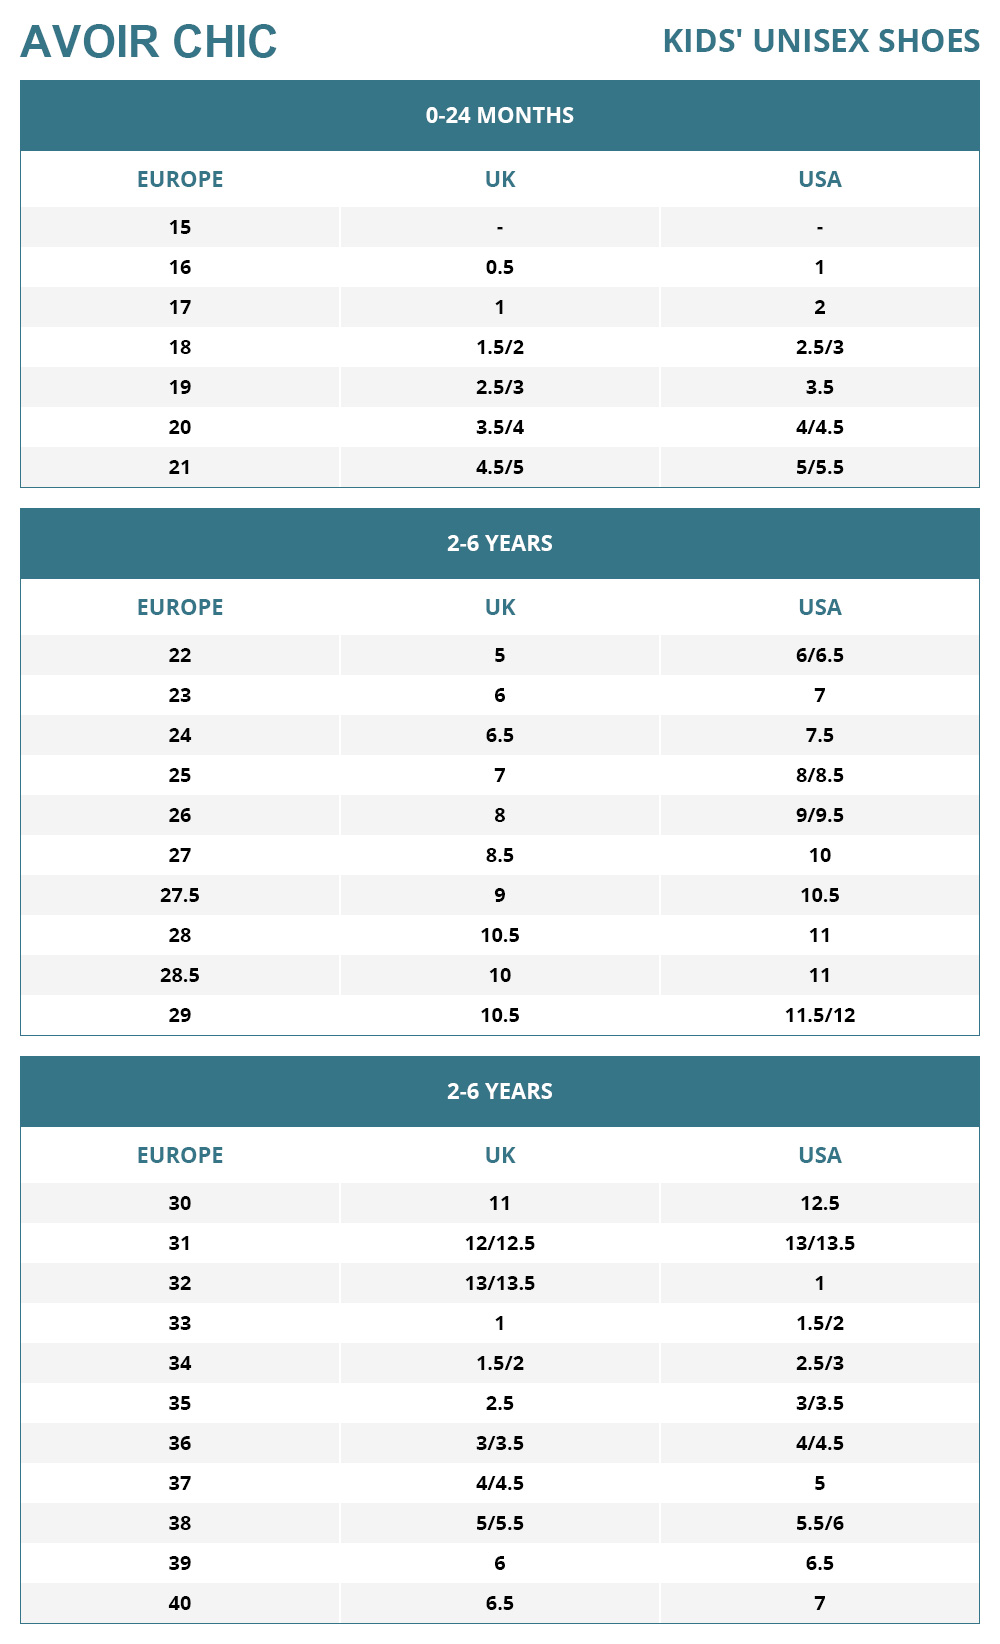 AVOIR CHIC
KIDS' UNISEX SHOES
0-24 MONTHS
EUROPE UK USA
15 - -
16 0.5 1
17 1 2
18 1.5/2 2.5/3
19 2.5/3 3.5
20 3.5/4 4/4.5
21 4.5/5 5/5.5
2-6 YEARS
EUROPE UK USA
22 5 6/6.5
23 6 7
24 6.5 7.5
25 7 8/8.5
26 8 9/9.5
27 8.5 10
27.5 9 10.5
28 10.5 11
28.5 10 11
29 10.5 11.5/12
2-6 YEARS
EUROPE UK USA
30 11 12.5
31 12/12.5 13/13.5
32 13/13.5 1
33 1 1.5/2
34 1.5/2 2.5/3
35 2.5 3/3.5
36 3/3.5 4/4.5
37 4/4.5 5
38 5/5.5 5.5/6
39 6 6.5
40 6.5 7